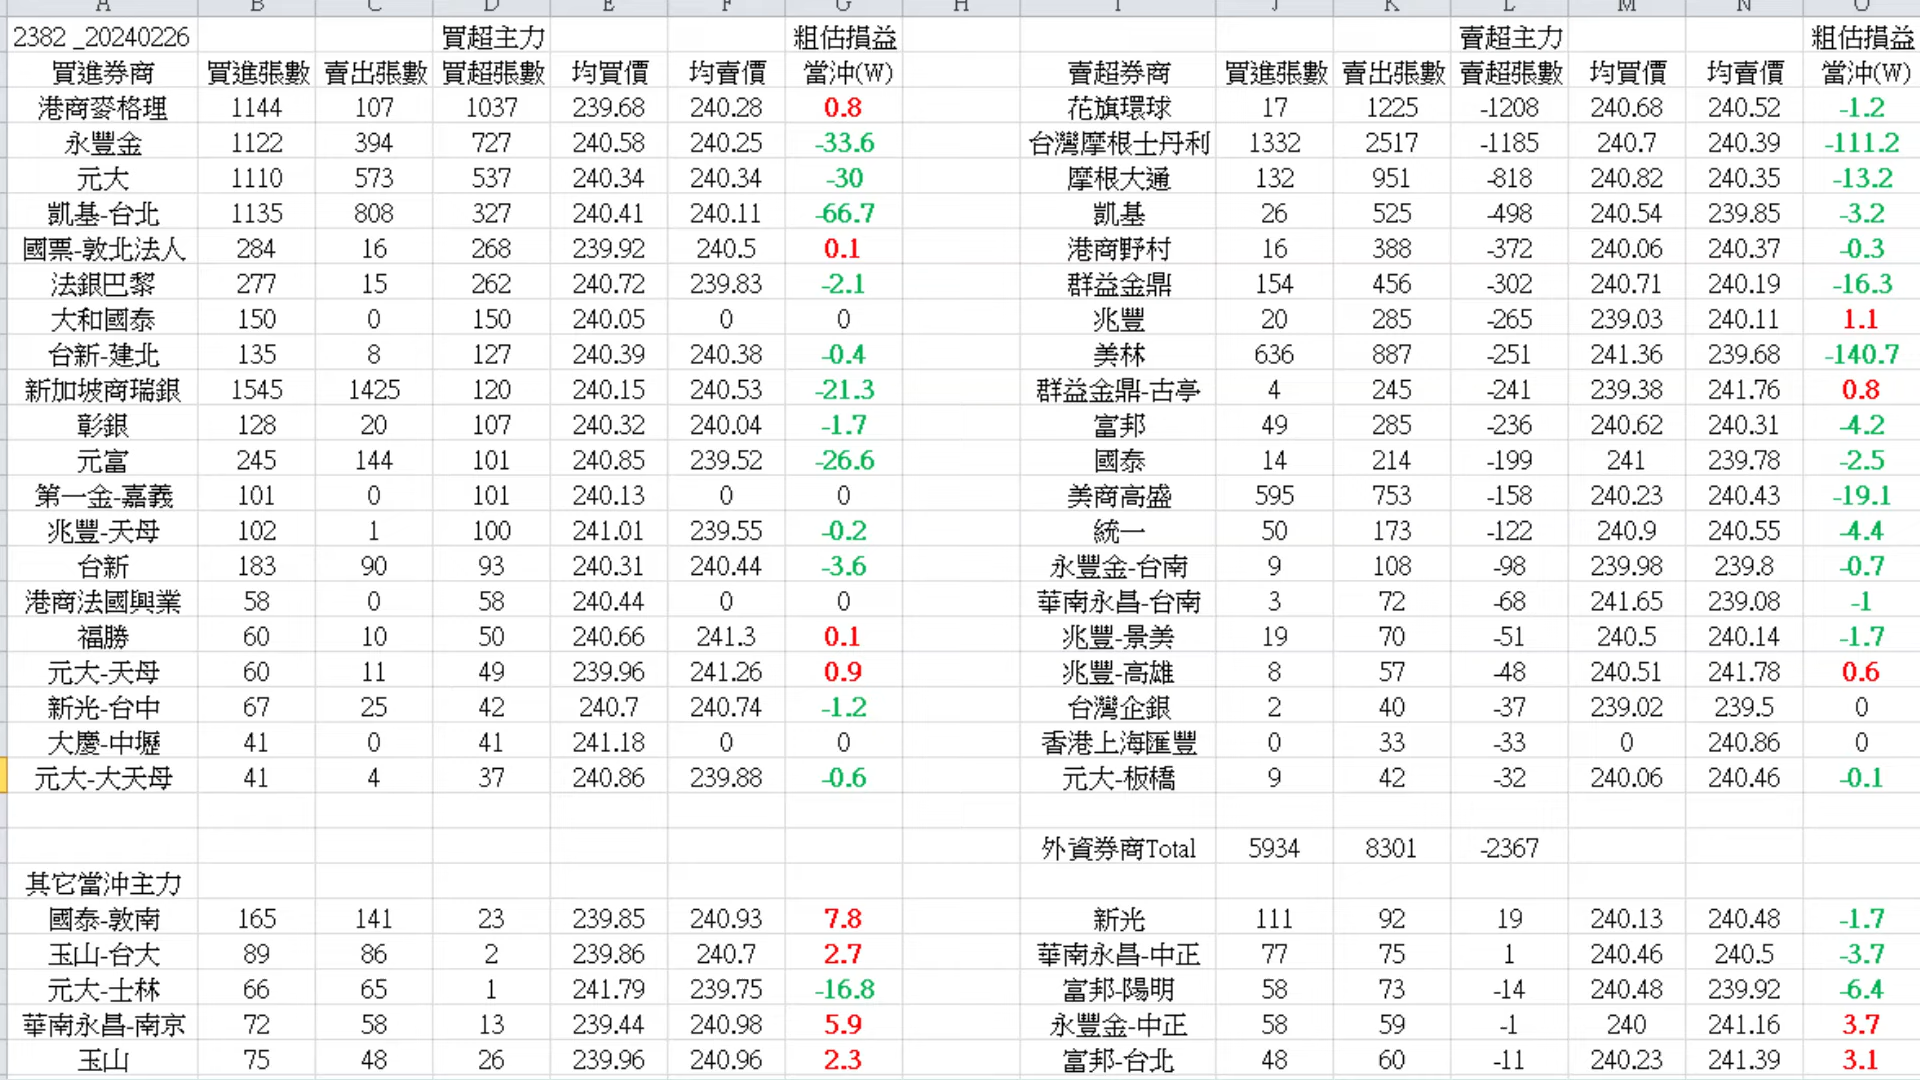 A B C D E F G H I J K L M N O
2382 _20240226 買超主力 粗估損益 賣超主力 粗估損益
買進券商 買進張數 賣出張數 買超張數 均買價 均賣價 當沖(W) 賣超券商 買進張數 賣出張數 賣超張數 均買價 均賣價 當沖(W)
港商麥格理 1144 107 1037 239.68 240.28 0.8 花旗環球 17 1225 -1208 240.68 240.52 -1.2
永豐金 1122 394 727 240.58 240.25 -33.6 台灣摩根士丹利 1332 2517 -1185 240.7 240.39 -111.2
元大 1110 573 537 240.34 240.34 -30 摩根大通 132 951 -818 240.82 240.35 -13.2
凱基-台北 1135 808 327 240.41 240.11 -66.7 凱基 26 525 -498 240.54 239.85 -3.2
國票-敦北法人 284 16 268 239.92 240.5 0.1 港商野村 16 388 -372 240.06 240.37 -0.3
法銀巴黎 277 15 262 240.72 239.83 -2.1 群益金鼎 154 456 -302 240.71 240.19 -16.3
大和國泰 150 0 150 240.05 0 0 兆豐 20 285 -265 239.03 240.11 1.1
台新-建北 135 8 127 240.39 240.38 -0.4 美林 636 887 -251 241.36 239.68 -140.7
新加坡商瑞銀 1545 1425 120 240.15 240.53 -21.3 群益金鼎-古亭 4 245 -241 239.38 241.76 0.8
彰銀 128 20 107 240.32 240.04 -1.7 富邦 49 285 -236 240.62 240.31 -4.2
元富 245 144 101 240.85 239.52 -26.6 國泰 14 214 -199 241 239.78 -2.5
第一金-嘉義 101 0 101 240.13 0 0 美商高盛 595 753 -158 240.23 240.43 -19.1
兆豐-天母 102 1 100 241.01 239.55 -0.2 統一 50 173 -122 240.9 240.55 -4.4
台新 183 90 93 240.31 240.44 -3.6 永豐金-台南 9 108 -98 239.98 239.8 -0.7
港商法國興業 58 0 58 240.44 0 0 華南永昌-台南 3 72 -68 241.65 239.08 -1
福勝 60 10 50 240.66 241.3 0.1 兆豐-景美 19 70 -51 240.5 240.14 -1.7
元大-天母 60 11 49 239.96 241.26 0.9 兆豐-高雄 8 57 -48 240.51 241.78 0.6
新光-台中 67 25 42 240.7 240.74 -1.2 台灣企銀 2 40 -37 239.02 239.5 0
大慶-中壢 41 0 41 241.18 0 0 香港上海匯豐 0 33 -33 0 240.86 0
元大-大天母 41 4 37 240.86 239.88 -0.6 元大-板橋 9 42 -32 240.06 240.46 -0.1
外資券商Total 5934 8301 -2367
其它當沖主力
國泰-敦南 165 141 23 239.85 240.93 7.8 新光 111 92 19 240.13 240.48 -1.7
玉山-台大 89 86 2 239.86 240.7 2.7 華南永昌-中正 77 75 1 240.46 240.5 -3.7
元大-士林 66 65 1 241.79 239.75 -16.8 富邦-陽明 58 73 -14 240.48 239.92 -6.4
華南永昌-南京 72 58 13 239.44 240.98 5.9 永豐金-中正 58 59 -1 240 241.16 3.7
玉山 75 48 26 239.96 240.96 2.3 富邦-台北 48 60 -11 240.23 241.39 3.1